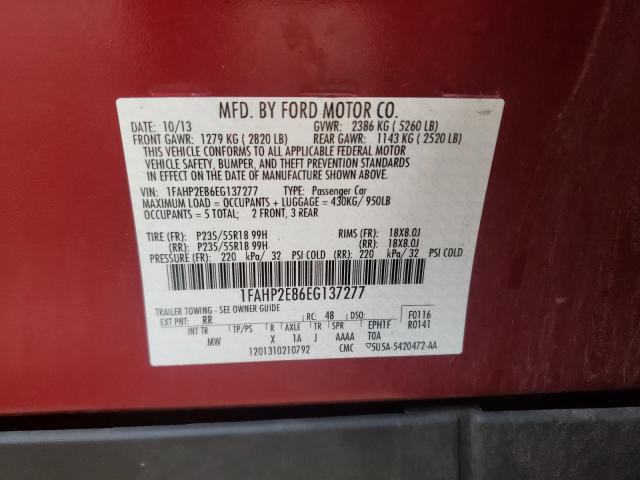 MFD. BY FORD MOTOR CO.
DATE: 10/13 GVWR: 2386 KG ( 5260 LB)
FRONT GAWR: 1279 KG ( 2820 LB) REAR GAWR: 1143 KG ( 2520 LB)
THIS VEHICLE CONFORMS TO ALL APPLICABLE FEDERAL MOTOR
VEHICLE SAFETY, BUMPER, AND THEFT PREVENTION STANDARDS
IN EFFECT ON THE DATE OF MANUFACTURE SHOWN ABOVE.
VIN: 1FAHP2E86EG137277 TYPE: Passenger Car
MAXIMUM LOAD = OCCUPANTS + LUGGAGE = 430KG/ 950LB
OCCUPANTS = 5 TOTAL; 2 FRONT, 3 REAR
TIRE (FR): P235/55R18 99H RIMS (FR): 18X8.0J
(RR): P235/55R18 99H (RR): 18X8.0J
PRESSURE (FR): 220 kPa/ 32 PSI COLD (RR): 220 kPa/ 32 PSI COLD
1FAHP2E86EG137277
TRAILER TOWING - SEE OWNER GUIDE
EXT PNT: RR RC: 48 DSO: F0116
INT TR TP/PS R AXLE TR SPR EPH1F R0141
MW X 1A J AAAA T0A
1201310210792 CMC ▽5U5A-5420472-AA